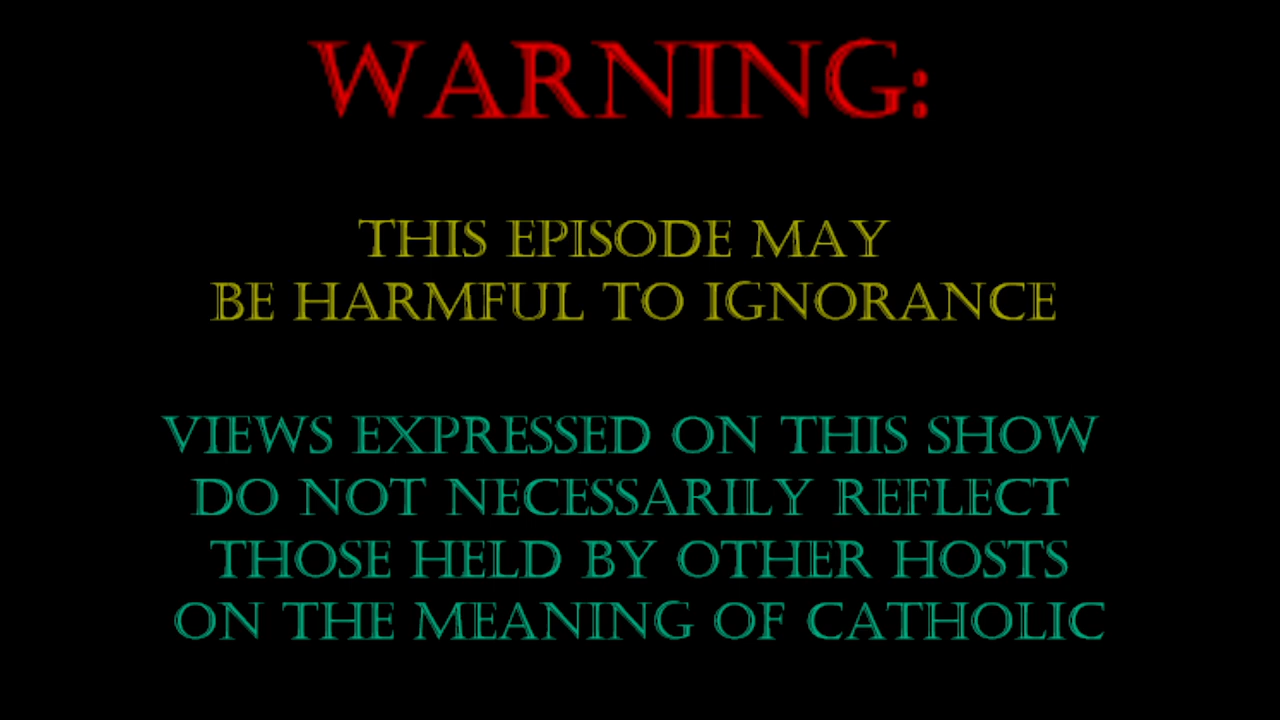 WARNING:
THIS EPISODE MAY
BE HARMFUL TO IGNORANCE
VIEWS EXPRESSED ON THIS SHOW
DO NOT NECESSARILY REFLECT
THOSE HELD BY OTHER HOSTS
ON THE MEANING OF CATHOLIC